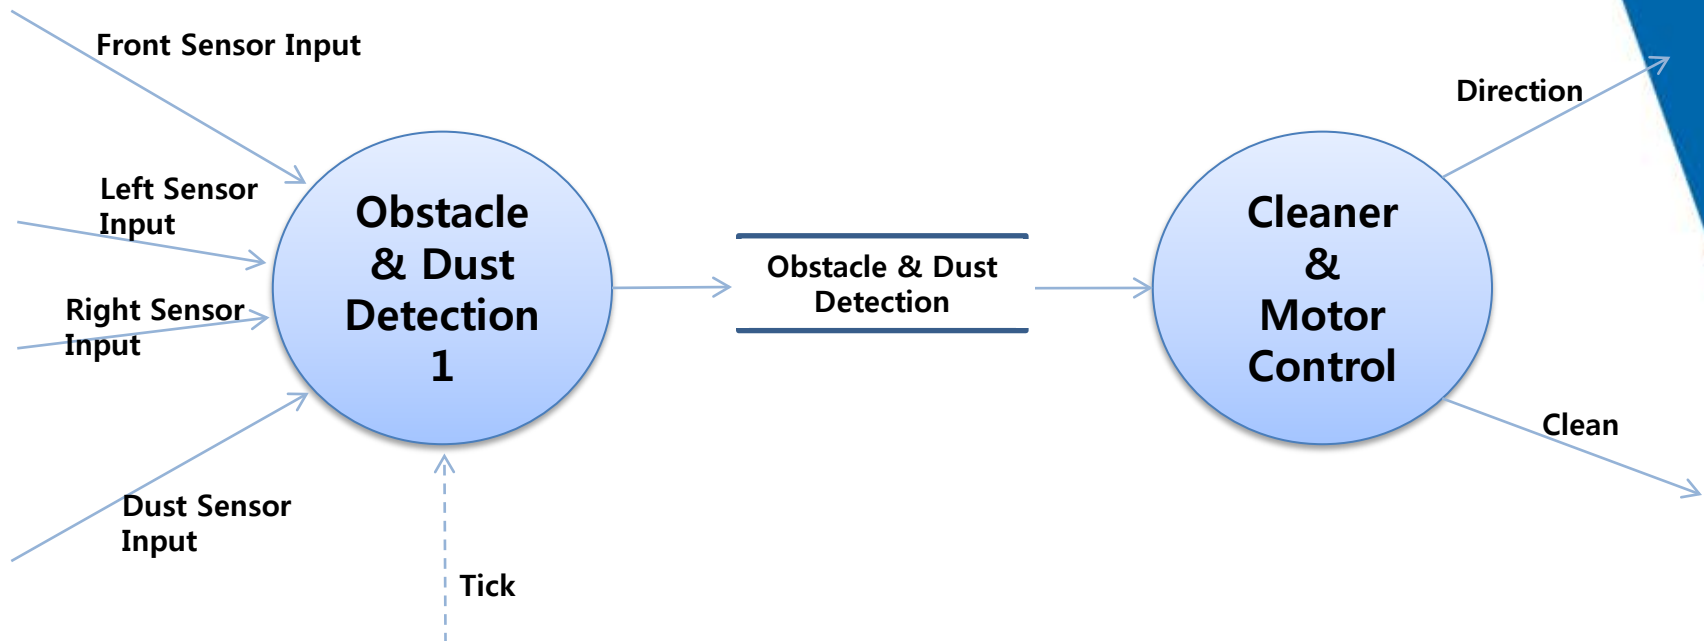 Front Sensor Input
Left Sensor
Input
Right Sensor
Input
Dust Sensor
Input
Obstacle
& Dust
Detection
1
Tick
Obstacle & Dust
Detection
Cleaner
&
Motor
Control
Direction
Clean